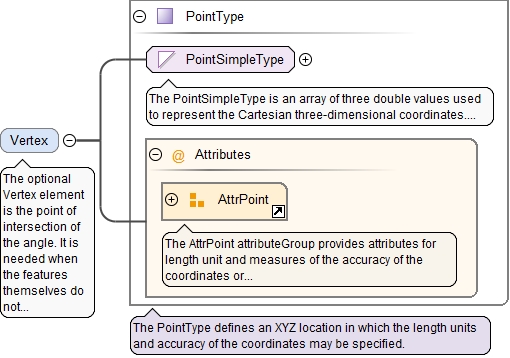 PointType
PointSimpleType
The PointSimpleType is an array of three double values used
to represent the Cartesian three-dimensional coordinates....
Vertex
The optional
Vertex element
is the point of
intersection of
the angle. It is
needed when
the features
themselves do
not...
@ Attributes
AttrPoint
The AttrPoint attributeGroup provides attributes for
length unit and measures of the accuracy of the
coordinates or...
The PointType defines an XYZ location in which the length units
and accuracy of the coordinates may be specified.